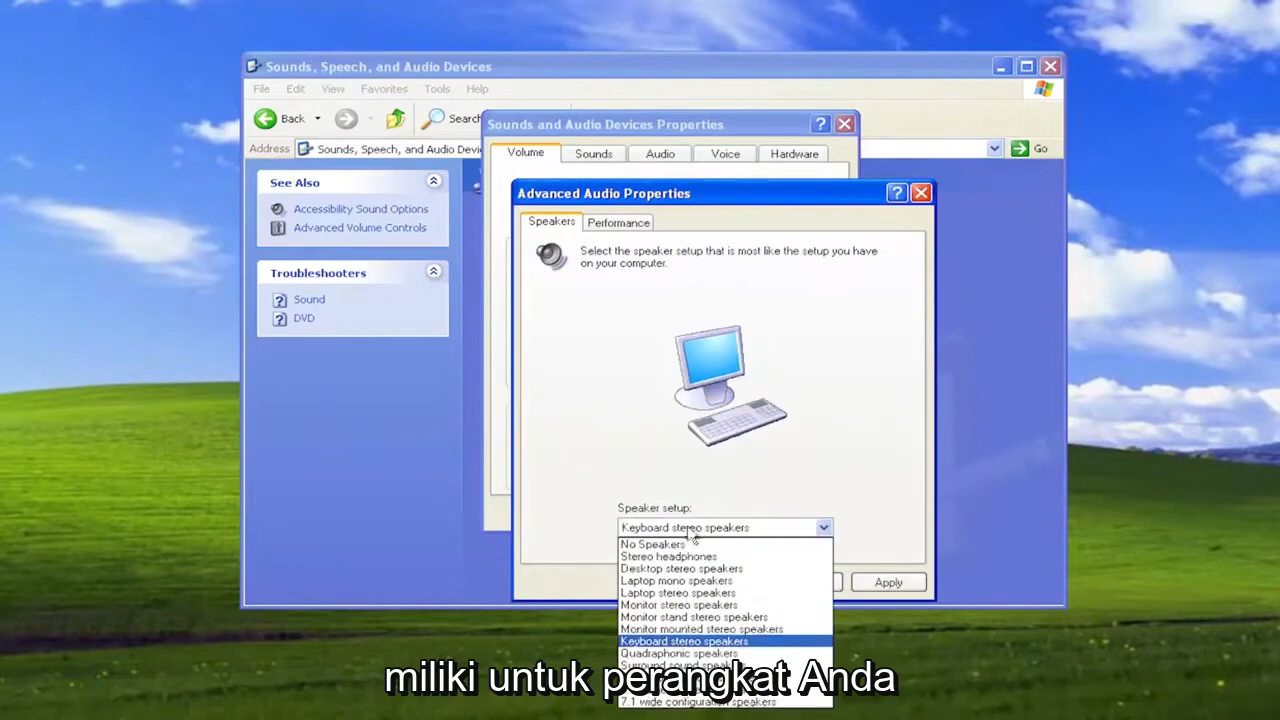 Sounds, Speech, and Audio Devices
File Edit View Favorites Tools Help
Back Search
Address Sounds, Speech, and Audio Go
See Also
Accessibility Sound Options
Advanced Volume Controls
Troubleshooters
Sound
DVD
Sounds and Audio Devices Properties
Volume Sounds Audio Voice Hardware
Advanced Audio Properties
Speakers Performance
Select the speaker setup that is most like the setup you have
on your computer.
Speaker setup:
Keyboard stereo speakers
No Speakers
Stereo headphones
Desktop stereo speakers
Laptop mono speakers
Laptop stereo speakers
Monitor stereo speakers
Monitor stand stereo speakers
Monitor mounted stereo speakers
Keyboard stereo speakers
Quadraphonic speakers
Surround sound
7.1 wide configuration speakers
Apply
miliki untuk perangkat Anda